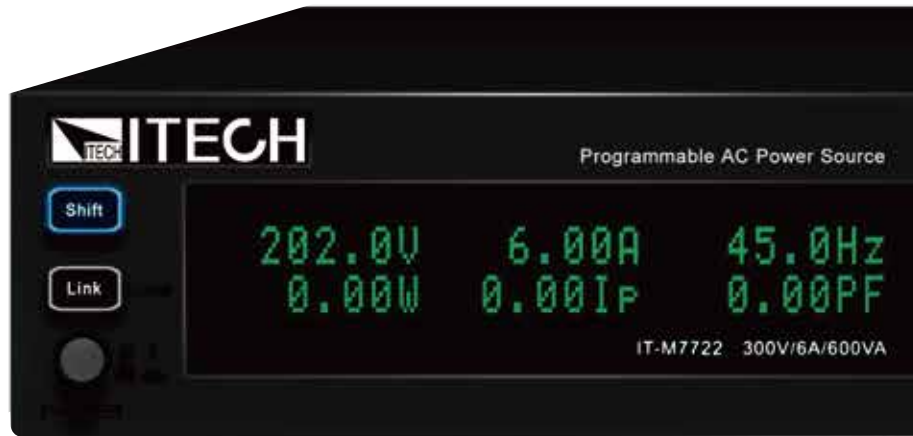 ITECH ITECH
Programmable AC Power Source
Shift
202.0V 6.00A 45.0Hz
Link
0.00W 0.00Ip 0.00PF
IT-M7722 300V/6A/600VA